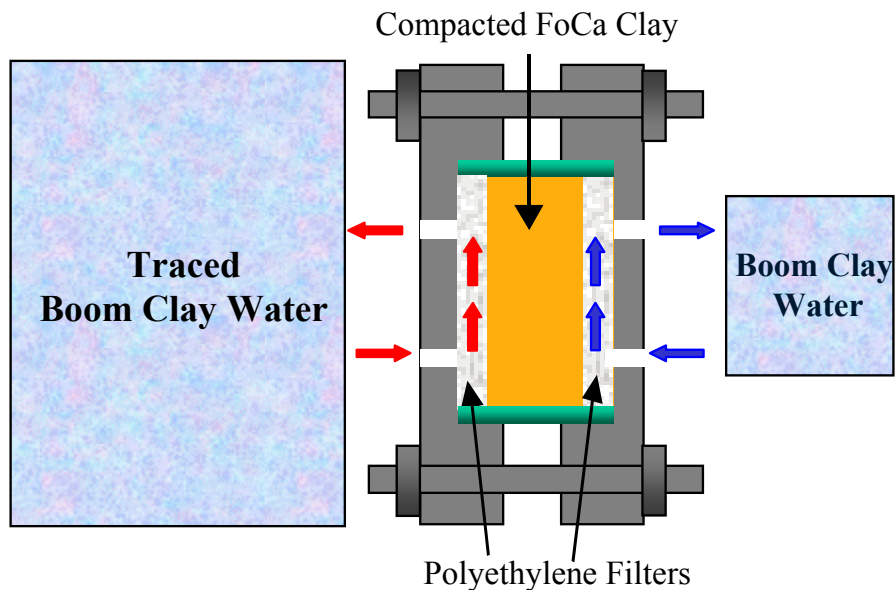 Compacted FoCa Clay
Traced
Boom Clay Water
Boom Clay
Water
Polyethylene Filters